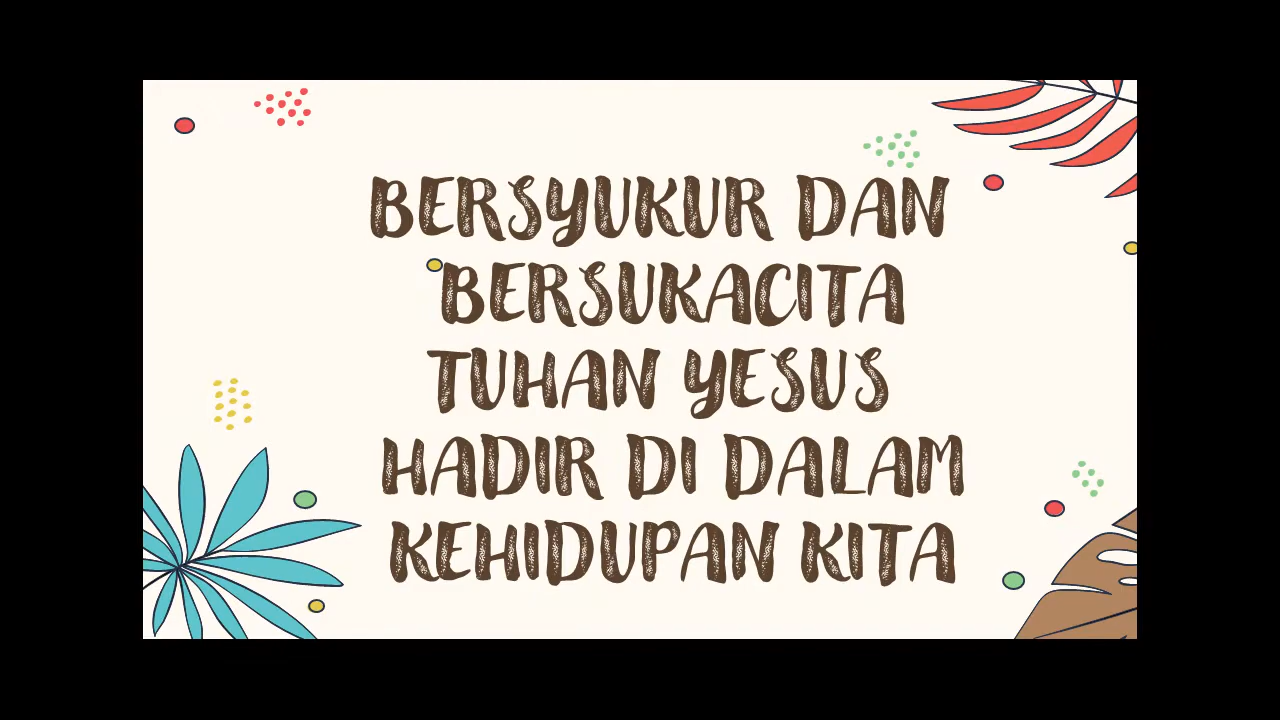 BERSYUKUR DAN
BERSUKACITA
TUHAN YESUS
HADIR DI DALAM
KEHIDUPAN KITA